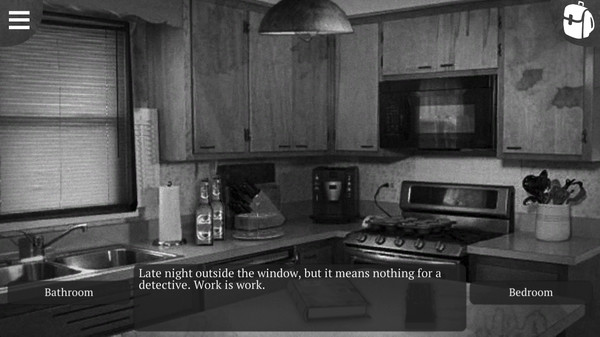 Late night outside the window, but it means nothing for a
detective. Work is work.
Bathroom
Bedroom